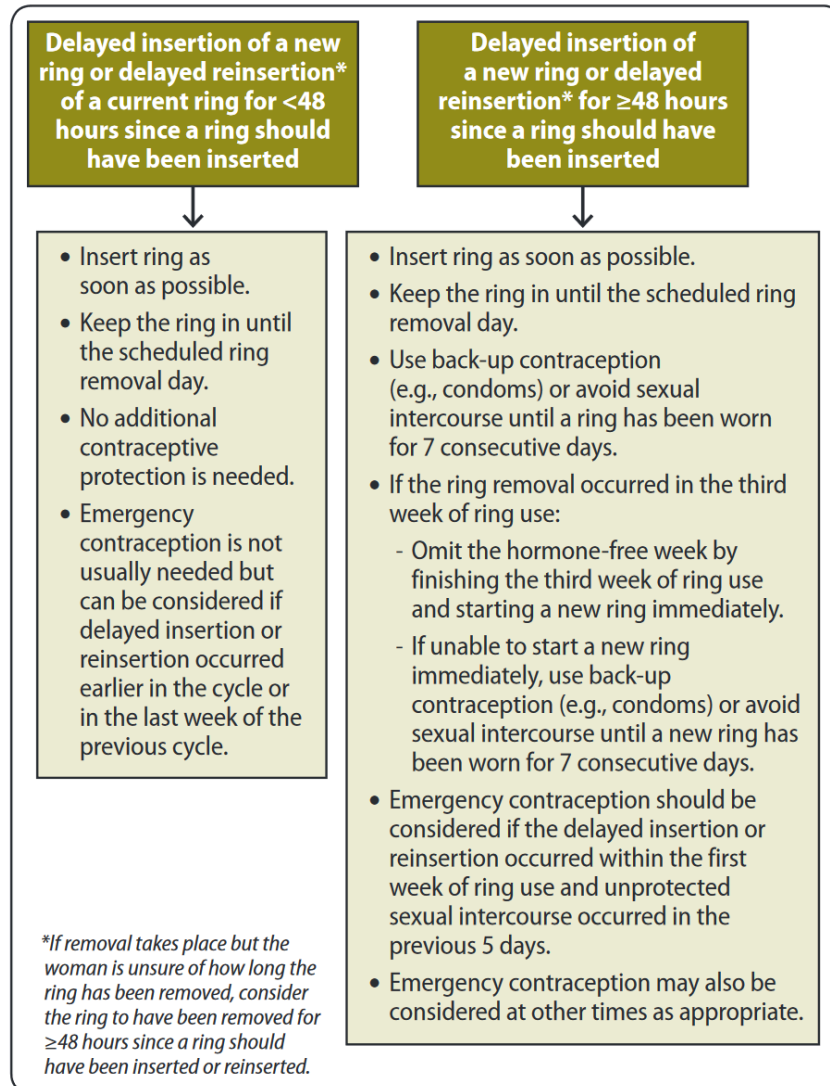 Delayed insertion of a new
ring or delayed reinsertion*
of a current ring for <48
hours since a ring should
have been inserted
• Insert ring as
soon as possible.
• Keep the ring in until
the scheduled ring
removal day.
• No additional
contraceptive
protection is needed.
• Emergency
contraception is not
usually needed but
can be considered if
delayed insertion or
reinsertion occurred
earlier in the cycle or
in the last week of the
previous cycle.
Delayed insertion of
a new ring or delayed
reinsertion* for ≥48 hours
since a ring should have
been inserted
• Insert ring as soon as possible.
• Keep the ring in until the scheduled ring
removal day.
• Use back-up contraception
(e.g., condoms) or avoid sexual
intercourse until a ring has been worn
for 7 consecutive days.
• If the ring removal occurred in the third
week of ring use:
- Omit the hormone-free week by
finishing the third week of ring use
and starting a new ring immediately.
- If unable to start a new ring
immediately, use back-up
contraception (e.g., condoms) or avoid
sexual intercourse until a new ring has
been worn for 7 consecutive days.
• Emergency contraception should be
considered if the delayed insertion or
reinsertion occurred within the first
week of ring use and unprotected
sexual intercourse occurred in the
previous 5 days.
• Emergency contraception may also be
considered at other times as appropriate.
*If removal takes place but the
woman is unsure of how long the
ring has been removed, consider
the ring to have been removed for
≥48 hours since a ring should
have been inserted or reinserted.